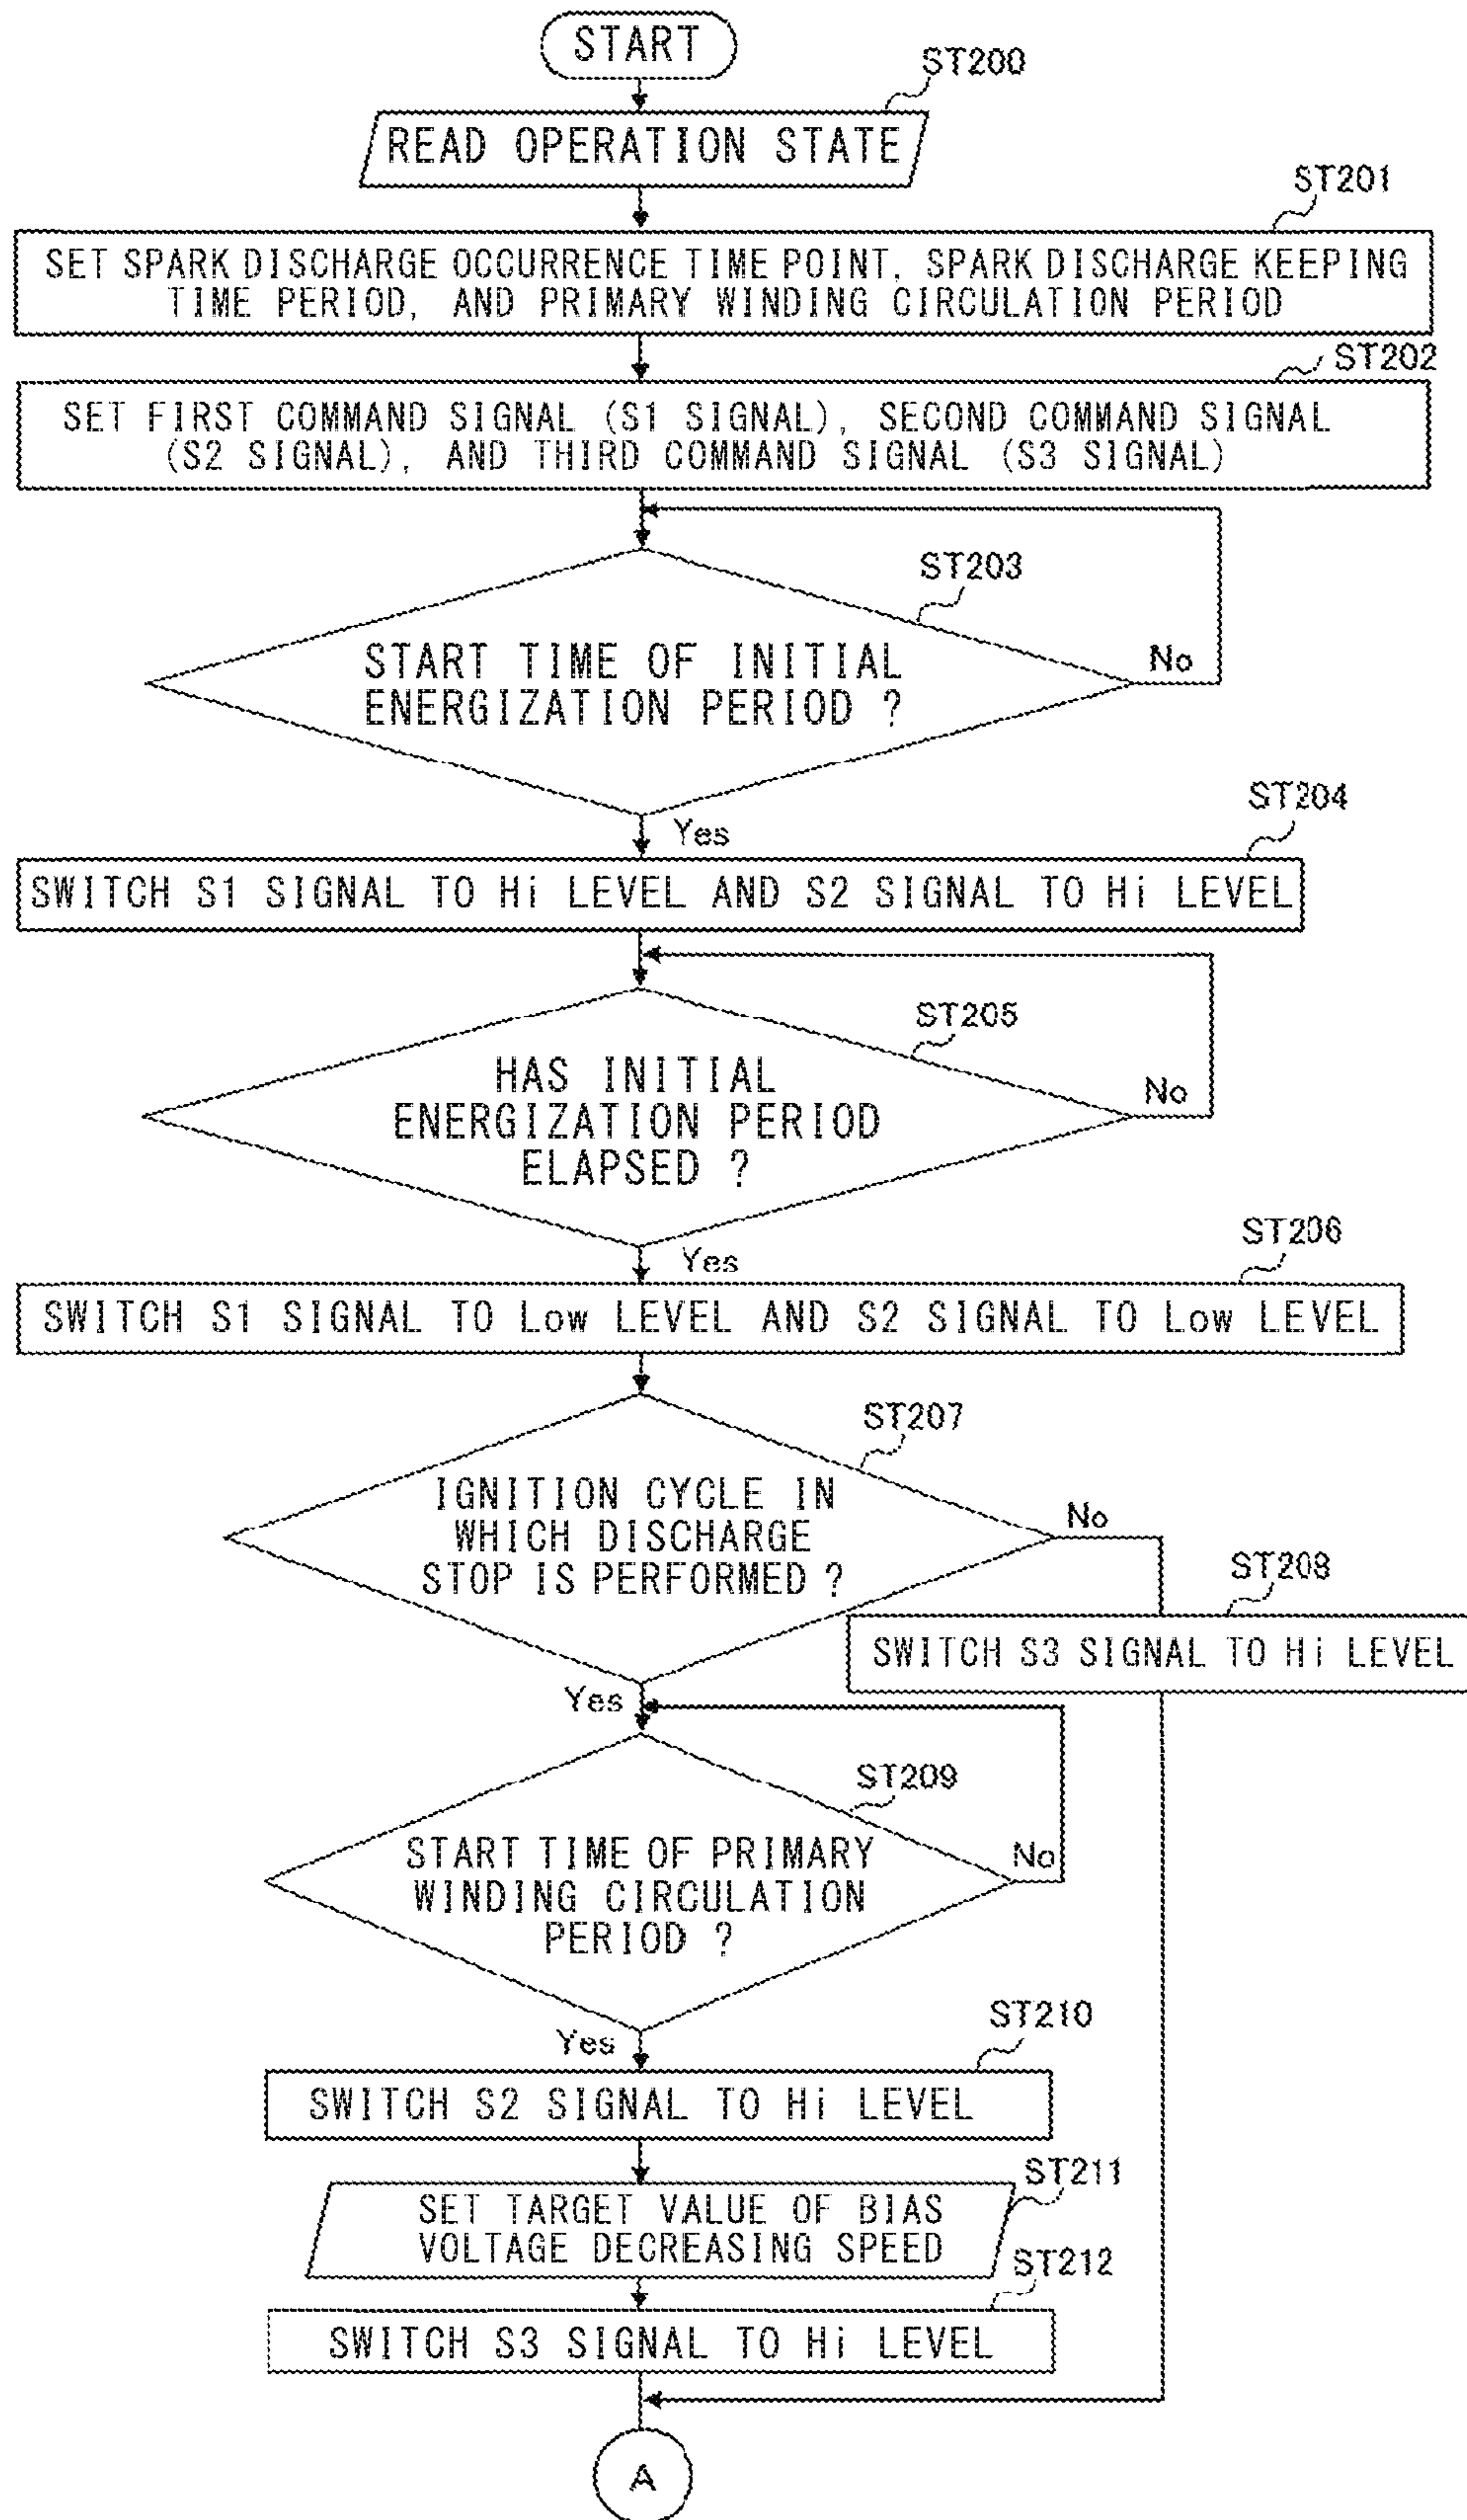 START
ST200
READ OPERATION STATE
ST201
SET SPARK DISCHARGE OCCURRENCE TIME POINT, SPARK DISCHARGE KEEPING
TIME PERIOD, AND PRIMARY WINDING CIRCULATION PERIOD
ST202
SET FIRST COMMAND SIGNAL (S1 SIGNAL), SECOND COMMAND SIGNAL
(S2 SIGNAL), AND THIRD COMMAND SIGNAL (S3 SIGNAL)
ST203
START TIME OF INITIAL
ENERGIZATION PERIOD ?
No
Yes
ST204
SWITCH S1 SIGNAL TO Hi LEVEL AND S2 SIGNAL TO Hi LEVEL
ST205
HAS INITIAL
ENERGIZATION PERIOD
ELAPSED ?
No
Yes
ST206
SWITCH S1 SIGNAL TO Low LEVEL AND S2 SIGNAL TO Low LEVEL
ST207
IGNITION CYCLE IN
WHICH DISCHARGE
STOP IS PERFORMED ?
No
ST208
SWITCH S3 SIGNAL TO Hi LEVEL
Yes
ST209
START TIME OF PRIMARY
WINDING CIRCULATION
PERIOD ?
No
Yes
ST210
SWITCH S2 SIGNAL TO Hi LEVEL
ST211
SET TARGET VALUE OF BIAS
VOLTAGE DECREASING SPEED
ST212
SWITCH S3 SIGNAL TO Hi LEVEL
A